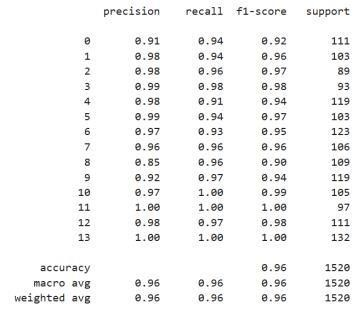 precision recall f1-score support
0 0.91 0.94 0.92 111
1 0.98 0.94 0.96 103
2 0.98 0.96 0.97 89
3 0.99 0.98 0.98 93
4 0.98 0.91 0.94 119
5 0.99 0.94 0.97 103
6 0.97 0.93 0.95 123
7 0.96 0.96 0.96 106
8 0.85 0.96 0.90 109
9 0.92 0.97 0.94 119
10 0.97 1.00 0.99 105
11 1.00 1.00 1.00 97
12 0.98 0.97 0.98 111
13 1.00 1.00 1.00 132
accuracy 0.96 1520
macro avg 0.96 0.96 0.96 1520
weighted avg 0.96 0.96 0.96 1520